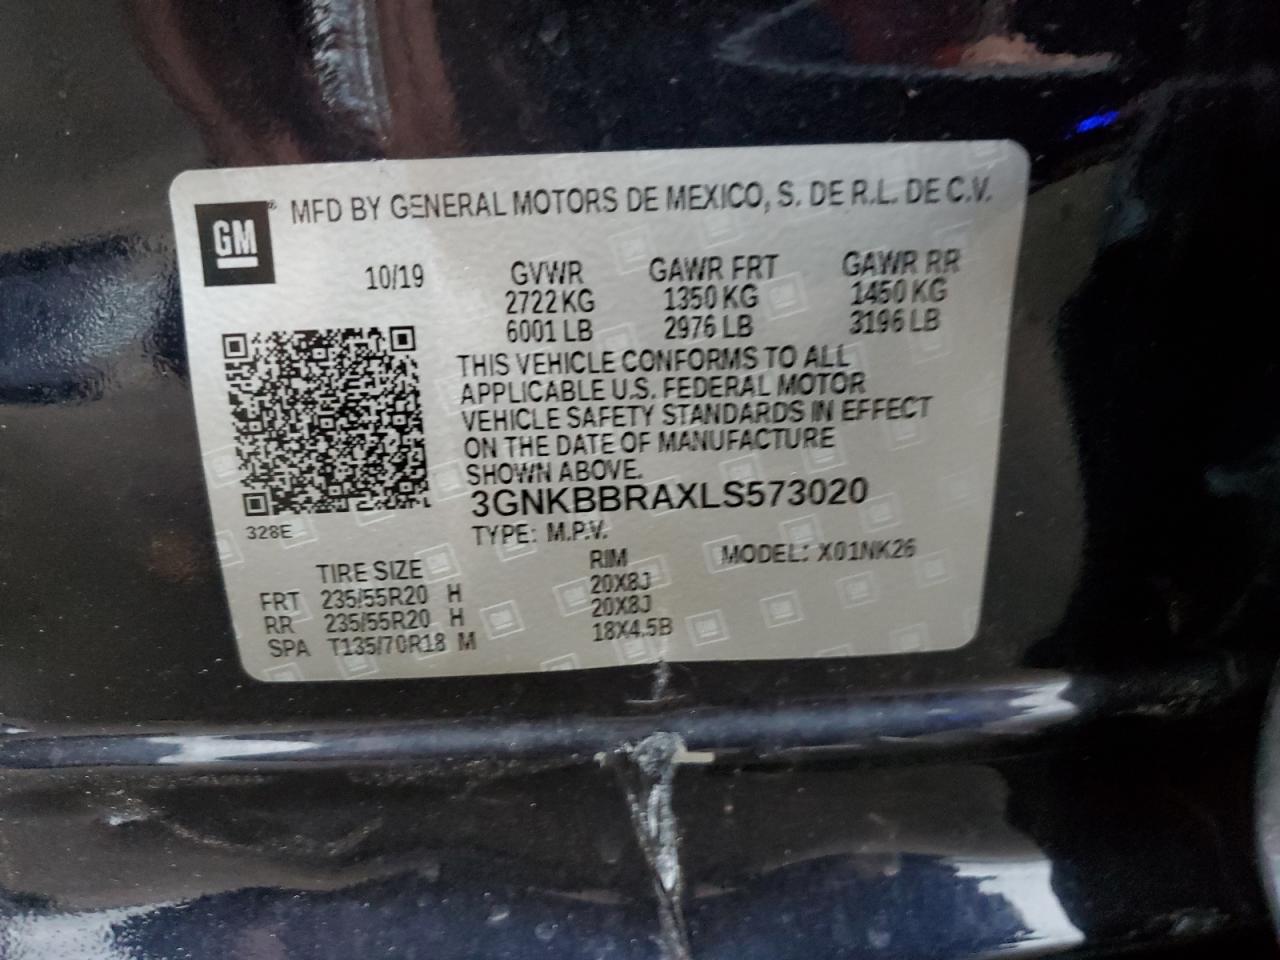 GM® MFD BY GENERAL MOTORS DE MEXICO, S. DE R.L. DE C.V.
10/19 GVWR GAWR FRT GAWR RR
2722 KG 1350 KG 1450 KG
6001 LB 2976 LB 3196 LB
THIS VEHICLE CONFORMS TO ALL
APPLICABLE U.S. FEDERAL MOTOR
VEHICLE SAFETY STANDARDS IN EFFECT
ON THE DATE OF MANUFACTURE
SHOWN ABOVE.
3GNKBBRAXLS573020
328E
TYPE: M.P.V.
MODEL: X01NK26
TIRE SIZE RIM
FRT 235/55R20 H 20X8J
RR 235/55R20 H 20X8J
SPA T135/70R18 M 18X4.5B